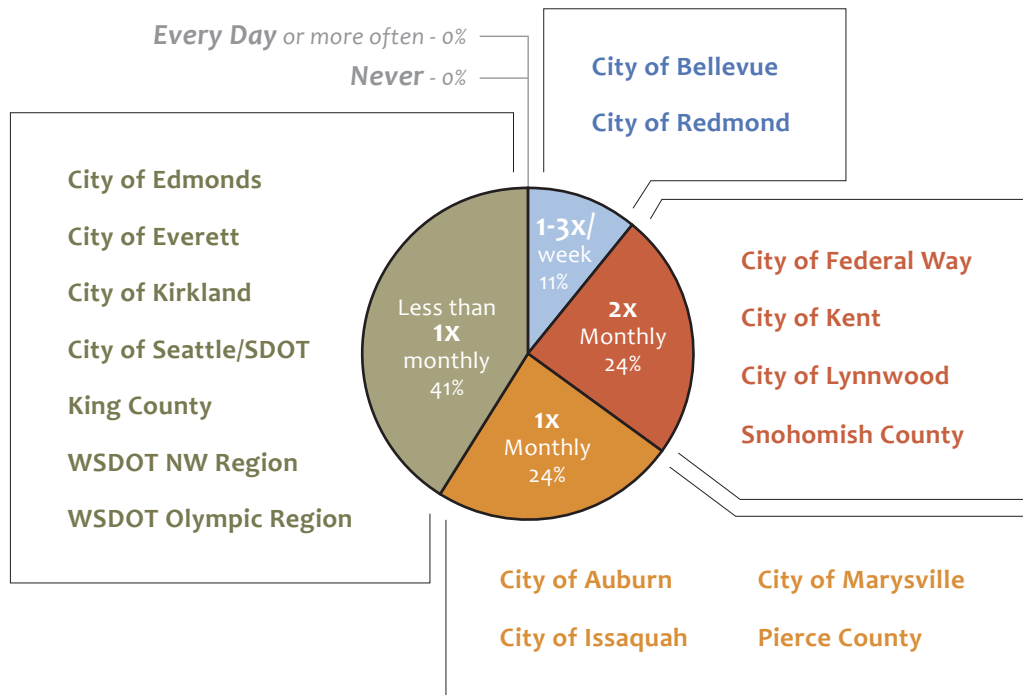 Every Day or more often - 0%
Never - 0%
City of Bellevue
City of Redmond
City of Edmonds
City of Everett
City of Kirkland
City of Seattle/SDOT
King County
WSDOT NW Region
WSDOT Olympic Region
1-3x/
week
11%
2x
Monthly
24%
Less than
1x
monthly
41%
1x
Monthly
24%
City of Federal Way
City of Kent
City of Lynnwood
Snohomish County
City of Auburn
City of Issaquah
City of Marysville
Pierce County